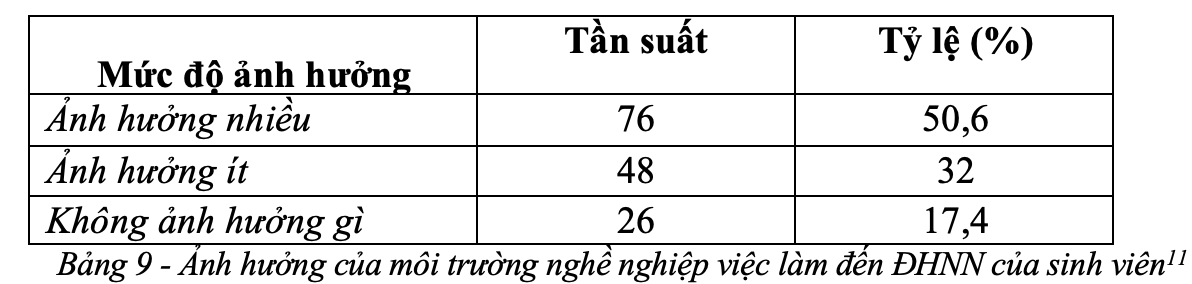 Tần suất Tỷ lệ (%)
Mức độ ảnh hưởng
Ảnh hưởng nhiều 76 50,6
Ảnh hưởng ít 48 32
Không ảnh hưởng gì 26 17,4
Bảng 9 - Ảnh hưởng của môi trường nghề nghiệp việc làm đến ĐHNN của sinh viên¹¹